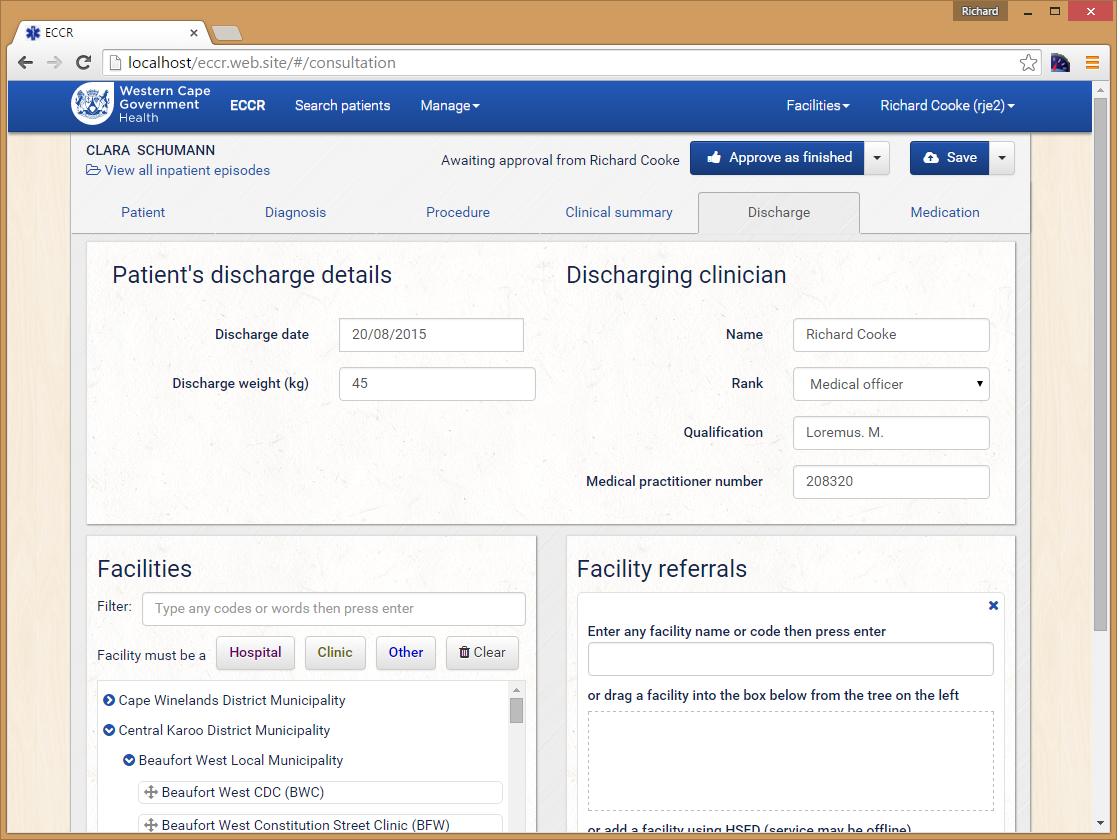 Richard
ECCR
localhost/eccr.web.site/#/consultation
Western Cape
Government
Health
ECCR
Search patients
Manage
Facilities
Richard Cooke (rje2)
CLARA SCHUMANN
View all inpatient episodes
Awaiting approval from Richard Cooke
Approve as finished
Save
Patient
Diagnosis
Procedure
Clinical summary
Discharge
Medication
Patient's discharge details
Discharge date
20/08/2015
Discharge weight (kg)
45
Discharging clinician
Name
Richard Cooke
Rank
Medical officer
Qualification
Loremus. M.
Medical practitioner number
208320
Facilities
Filter:
Type any codes or words then press enter
Facility must be a
Hospital
Clinic
Other
Clear
Cape Winelands District Municipality
Central Karoo District Municipality
Beaufort West Local Municipality
Beaufort West CDC (BWC)
Beaufort West Constitution Street Clinic (BFW)
Facility referrals
Enter any facility name or code then press enter
or drag a facility into the box below from the tree on the left
or add a facility using HSED (service may be offline)